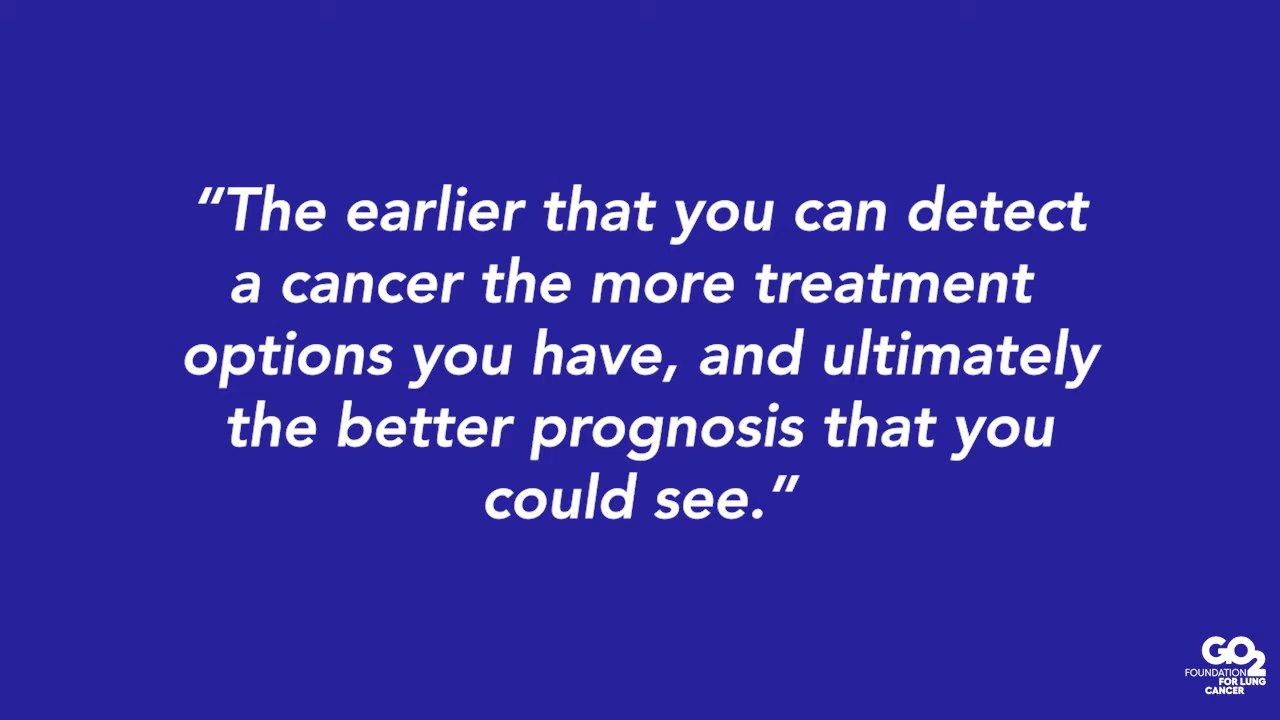 “The earlier that you can detect
a cancer the more treatment
options you have, and ultimately
the better prognosis that you
could see.”
GO2
FOUNDATION
FOR LUNG
CANCER